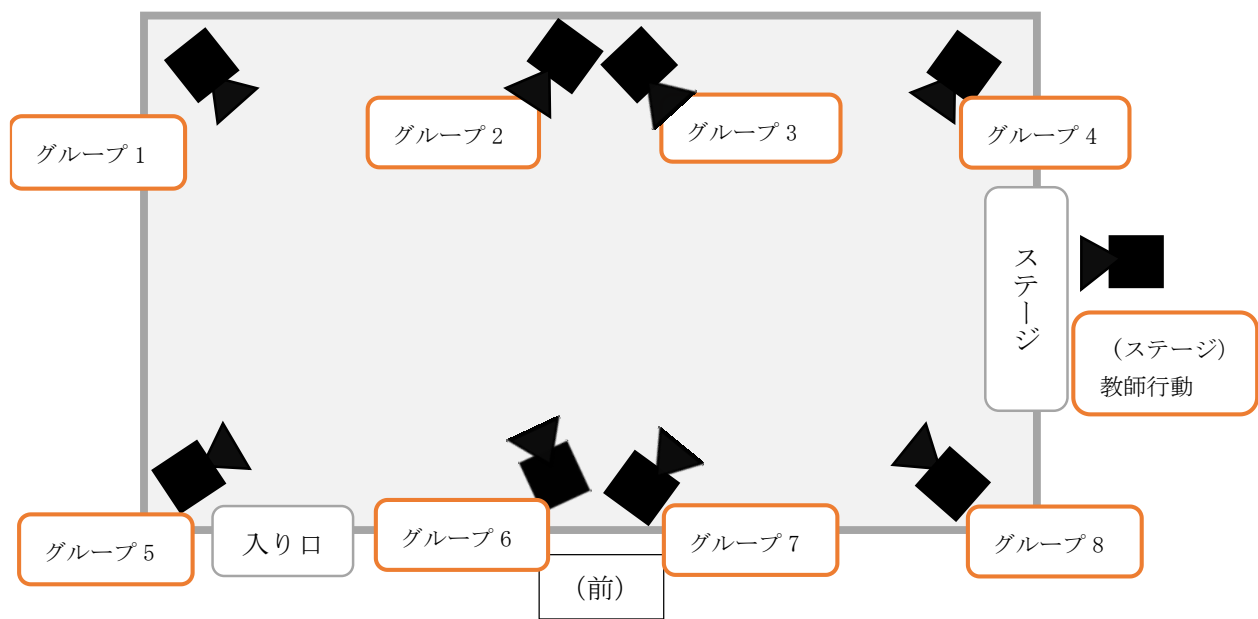 グループ 1
グループ 2
グループ 3
グループ 4
ステージ
（ステージ）
教師行動
グループ 5
入り口
グループ 6
（前）
グループ 7
グループ 8